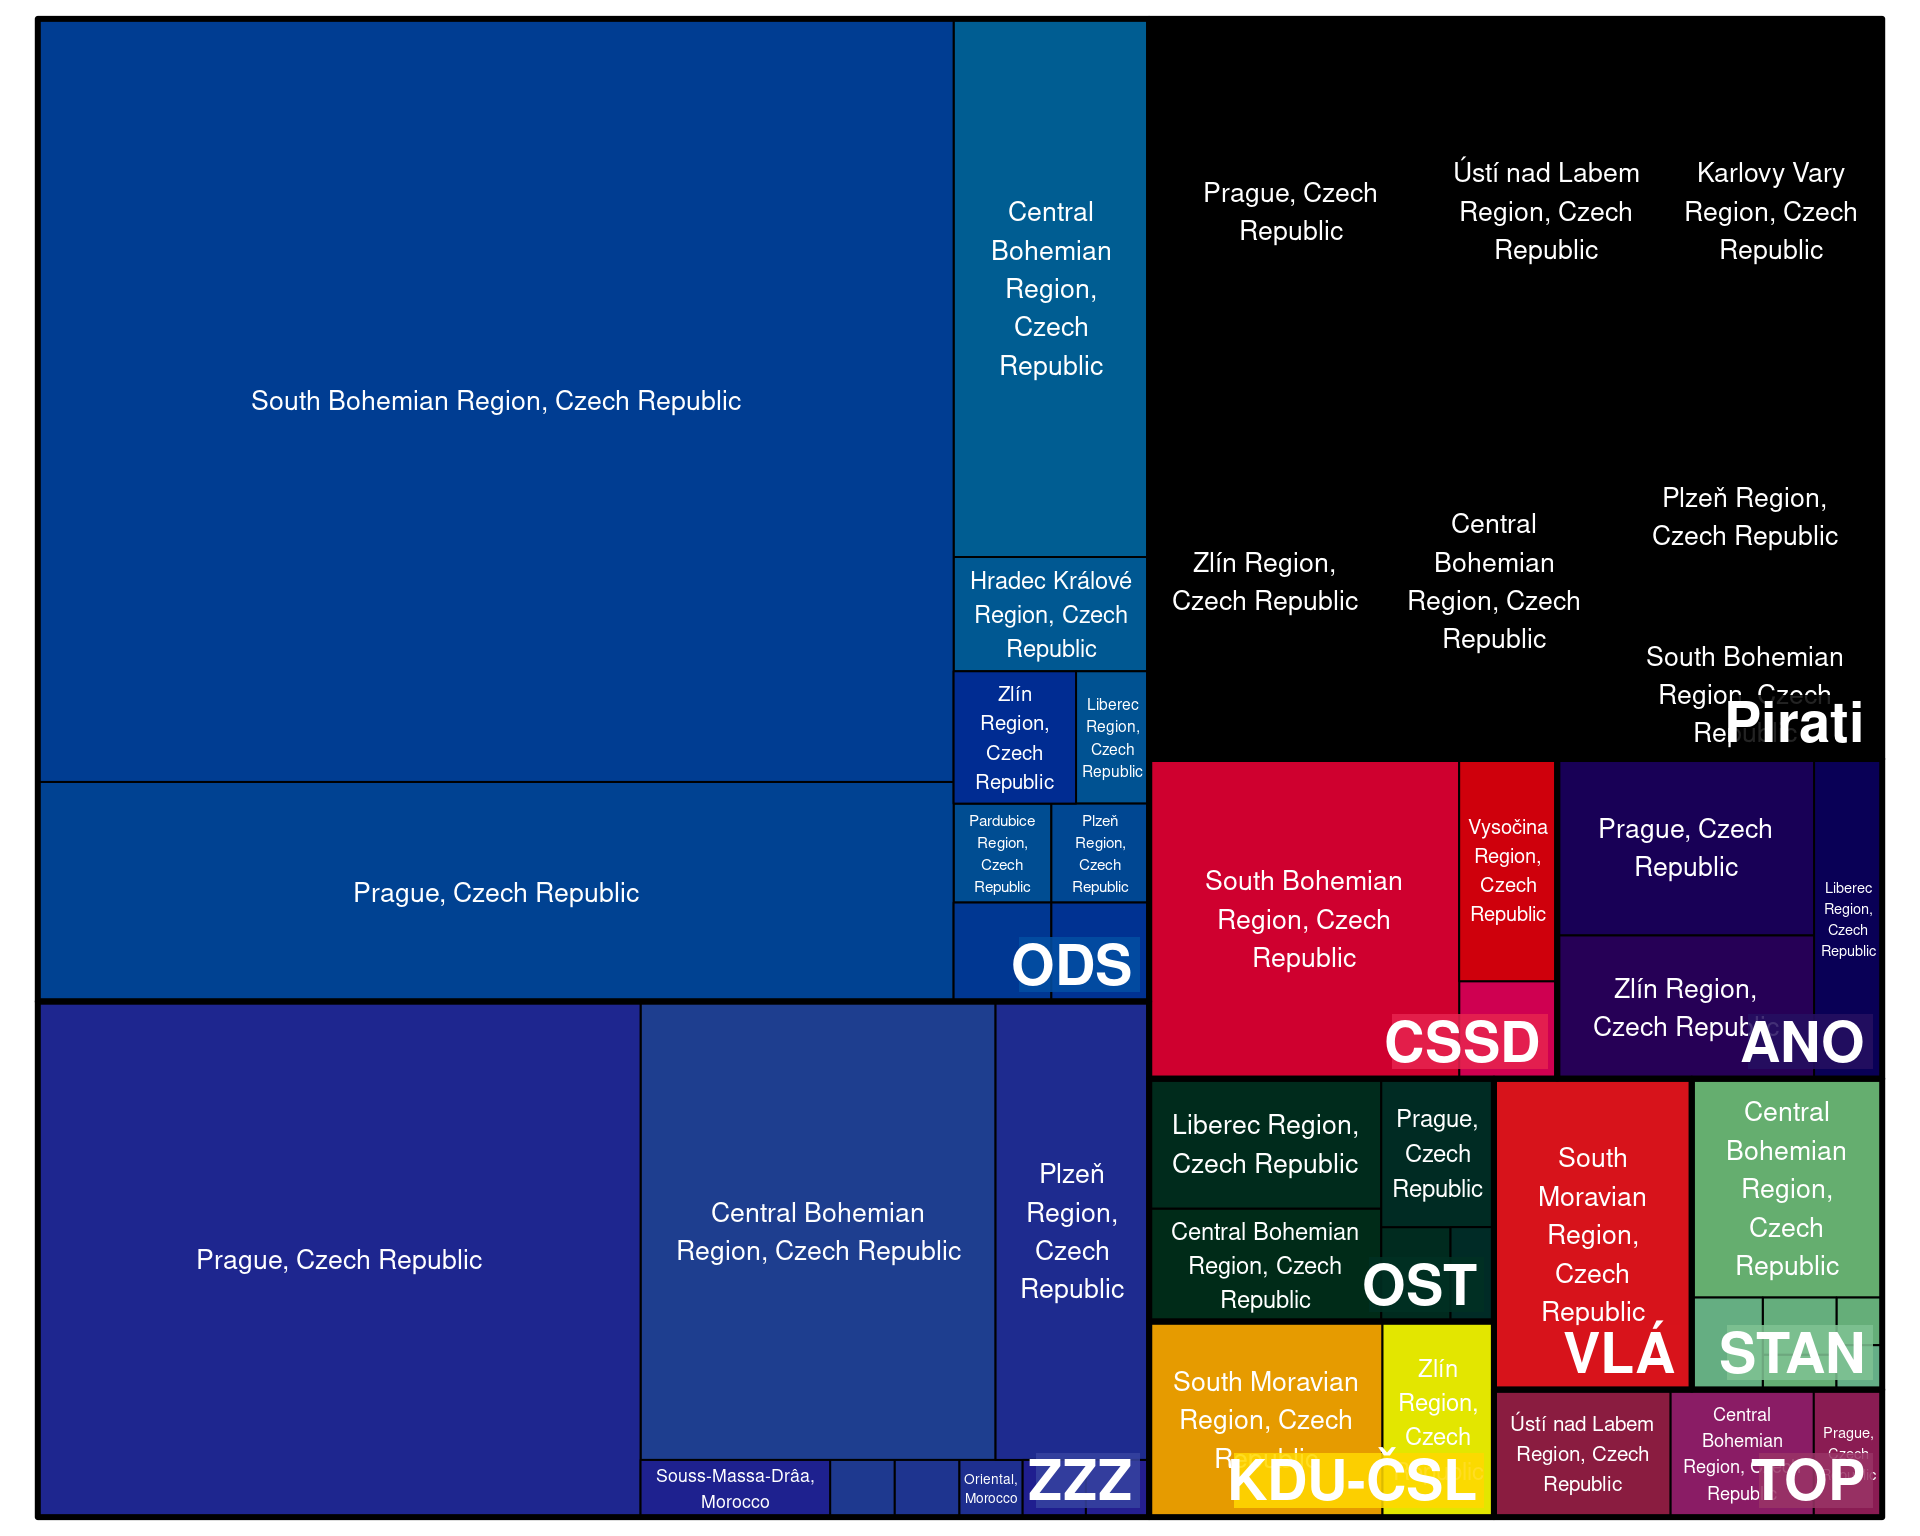 South Bohemian Region, Czech Republic
Prague, Czech Republic
Central
Bohemian
Region,
Czech
Republic
Hradec Králové
Region, Czech
Republic
Zlín
Region,
Czech
Republic
Liberec
Region,
Czech
Republic
Pardubice
Region,
Czech
Republic
Plzeň
Region,
Czech
Republic
ODS
Prague, Czech Republic
Central Bohemian
Region, Czech Republic
Plzeň
Region,
Czech
Republic
Souss-Massa-Drâa,
Morocco
Oriental,
Morocco
ZZZ
Prague, Czech
Republic
Ústí nad Labem
Region, Czech
Republic
Karlovy Vary
Region, Czech
Republic
Zlín Region,
Czech Republic
Central
Bohemian
Region, Czech
Republic
Plzeň Region,
Czech Republic
South Bohemian
Region, Czech
Republic
Pirati
South Bohemian
Region, Czech
Republic
Vysočina
Region,
Czech
Republic
CSSD
Prague, Czech
Republic
Zlín Region,
Czech Republic
Liberec
Region,
Czech
Republic
ANO
Liberec Region,
Czech Republic
Central Bohemian
Region, Czech
Republic
Prague,
Czech
Republic
OST
South
Moravian
Region,
Czech
Republic
VLÁ
Central
Bohemian
Region,
Czech
Republic
STAN
South Moravian
Region, Czech
Republic
Zlín
Region,
Czech
KDU-ČSL
Ústí nad Labem
Region, Czech
Republic
Central
Bohemian
Region, Czech
Republic
Prague,
Czech
TOP